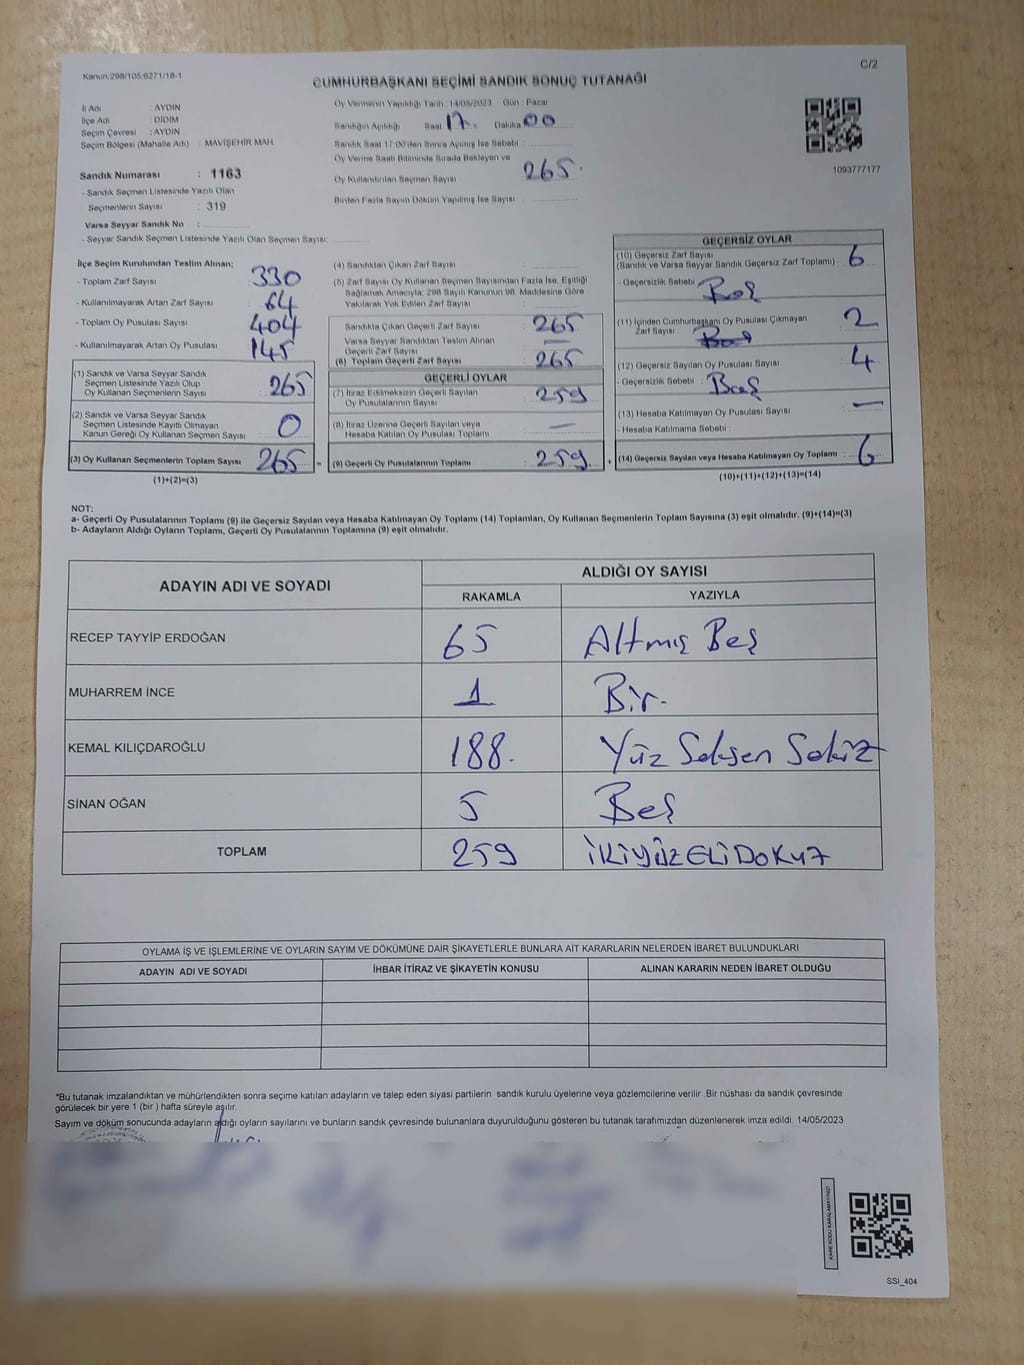 Kanun:298/105,6271/18-1
C/2
CUMHURBAŞKANI SEÇİMİ SANDIK SONUÇ TUTANAĞI
İl Adı : AYDIN
İlçe Adı : DİDİM
Seçim Çevresi : AYDIN
Seçim Bölgesi (Mahalle Adı) : MAVİŞEHİR MAH.
Sandık Numarası : 1163
- Sandık Seçmen Listesinde Yazılı Olan
Seçmenlerin Sayısı : 319
Varsa Seyyar Sandık No :
- Seyyar Sandık Seçmen Listesinde Yazılı Olan Seçmen Sayısı:
Oy Vermenin Yapıldığı Tarih : 14/05/2023 Gün : Pazar
Sandığın Açıldığı Saat 17 Dakika 00
Sandık Saat 17:00'den Sonra Açılmış İse Sebebi :
Oy Verme Saati Bitiminde Sırada Bekleyen ve
Oy Kullandırılan Seçmen Sayısı : 265.
Birden Fazla Sayım Döküm Yapılmış İse Sayısı :
1093777177
İlçe Seçim Kurulundan Teslim Alınan;
- Toplam Zarf Sayısı : 330
- Kullanılmayarak Artan Zarf Sayısı : 64
- Toplam Oy Pusulası Sayısı : 404
- Kullanılmayarak Artan Oy Pusulası : 145
(1) Sandık ve Varsa Seyyar Sandık
Seçmen Listesinde Yazılı Olup
Oy Kullanan Seçmenlerin Sayısı : 265
(2) Sandık ve Varsa Seyyar Sandık
Seçmen Listesinde Kayıtlı Olmayan
Kanun Gereği Oy Kullanan Seçmen Sayısı : 0
(3) Oy Kullanan Seçmenlerin Toplam Sayısı : 265
(1)+(2)=(3)
(4) Sandıktan Çıkan Zarf Sayısı :
(5) Zarf Sayısı Oy Kullanan Seçmen Sayısından Fazla İse, Eşitliği
Sağlamak Amacıyla, 298 Sayılı Kanunun 98. Maddesine Göre
Yakılarak Yok Edilen Zarf Sayısı :
Sandıkta Çıkan Geçerli Zarf Sayısı : 265
Varsa Seyyar Sandıktan Teslim Alınan
Geçerli Zarf Sayısı : —
(6) Toplam Geçerli Zarf Sayısı : 265
GEÇERLİ OYLAR
(7) İtiraz Edilmeksizin Geçerli Sayılan
Oy Pusulalarının Sayısı : 259
(8) İtiraz Üzerine Geçerli Sayılan veya
Hesaba Katılan Oy Pusulası Toplamı : —
= (9) Geçerli Oy Pusulalarının Toplamı : 259. +
GEÇERSİZ OYLAR
(10) Geçersiz Zarf Sayısı
(Sandık ve Varsa Seyyar Sandık Geçersiz Zarf Toplamı) : 6
- Geçersizlik Sebebi : Boş
(11) İçinden Cumhurbaşkanı Oy Pusulası Çıkmayan
Zarf Sayısı : 2
(12) Geçersiz Sayılan Oy Pusulası Sayısı : 4
- Geçersizlik Sebebi : Boş
(13) Hesaba Katılmayan Oy Pusulası Sayısı : —
- Hesaba Katılmama Sebebi :
(14) Geçersiz Sayılan veya Hesaba Katılmayan Oy Toplamı : 6
(10)+(11)+(12)+(13)=(14)
NOT:
a- Geçerli Oy Pusulalarının Toplamı (9) ile Geçersiz Sayılan veya Hesaba Katılmayan Oy Toplamı (14) Toplamları, Oy Kullanan Seçmenlerin Toplam Sayısına (3) eşit olmalıdır. (9)+(14)=(3)
b- Adayların Aldığı Oyların Toplamı, Geçerli Oy Pusulalarının Toplamına (9) eşit olmalıdır.
ADAYIN ADI VE SOYADI
ALDIĞI OY SAYISI
RAKAMLA YAZIYLA
RECEP TAYYİP ERDOĞAN 65 Altmış Beş
MUHARREM İNCE 1 Bir.
KEMAL KILIÇDAROĞLU 188. Yüz Seksen Sekiz
SİNAN OĞAN 5 Beş
TOPLAM 259 İKİYÜZELİDOKUZ
OYLAMA İŞ VE İŞLEMLERİNE VE OYLARIN SAYIM VE DÖKÜMÜNE DAİR ŞİKAYETLERLE BUNLARA AİT KARARLARIN NELERDEN İBARET BULUNDUKLARI
ADAYIN ADI VE SOYADI İHBAR İTİRAZ VE ŞİKAYETİN KONUSU ALINAN KARARIN NEDEN İBARET OLDUĞU
*Bu tutanak imzalandıktan ve mühürlendikten sonra seçime katılan adayların ve talep eden siyasi partilerin sandık kurulu üyelerine veya gözlemcilerine verilir .Bir nüshası da sandık çevresinde
görülecek bir yere 1 (bir ) hafta süreyle asılır.
Sayım ve döküm sonucunda adayların aldığı oyların sayılarını ve bunların sandık çevresinde bulunanlara duyurulduğunu gösteren bu tutanak tarafımızdan düzenlenerek imza edildi. 14/05/2023
KARE KODU KARALAMAYINIZ!
SSI_404